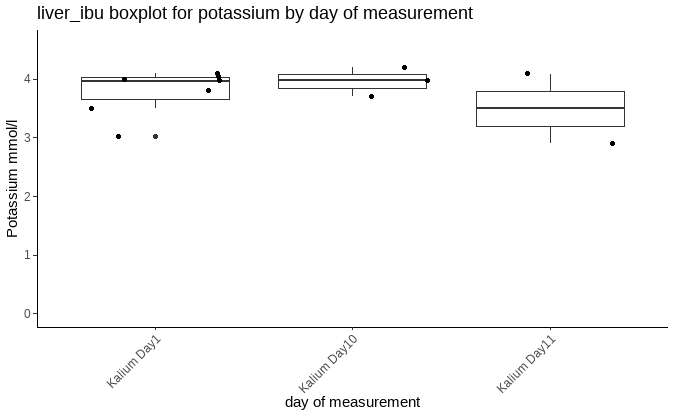 liver_ibu boxplot for potassium by day of measurement
Potassium mmol/l
4
3
2
1
0
Kalium Day1
Kalium Day10
Kalium Day11
day of measurement